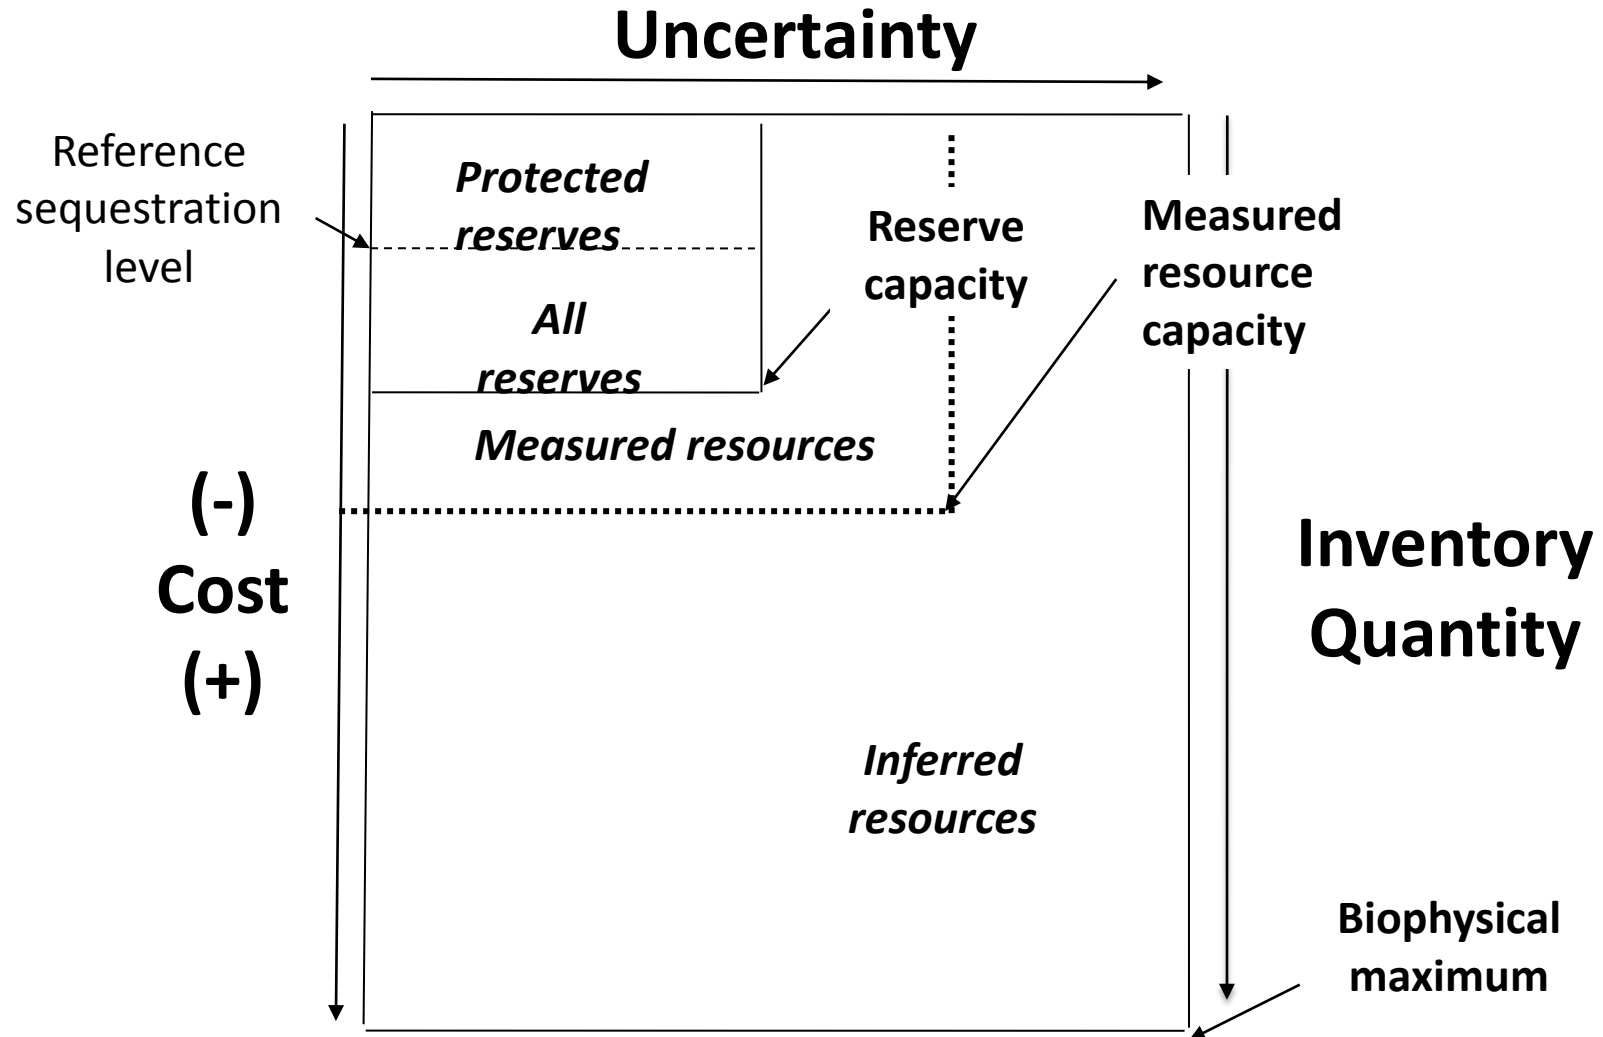 Uncertainty
Reference
sequestration
level
Protected
reserves
All
reserves
Reserve
capacity
Measured
resource
capacity
Measured resources
(-)
Cost
(+)
Inventory
Quantity
Inferred
resources
Biophysical
maximum